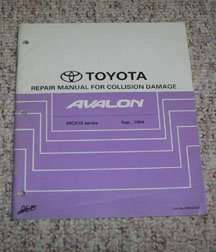 TOYOTA
REPAIR MANUAL FOR COLLISION DAMAGE
AVALON
MCX10 series Sep., 1994